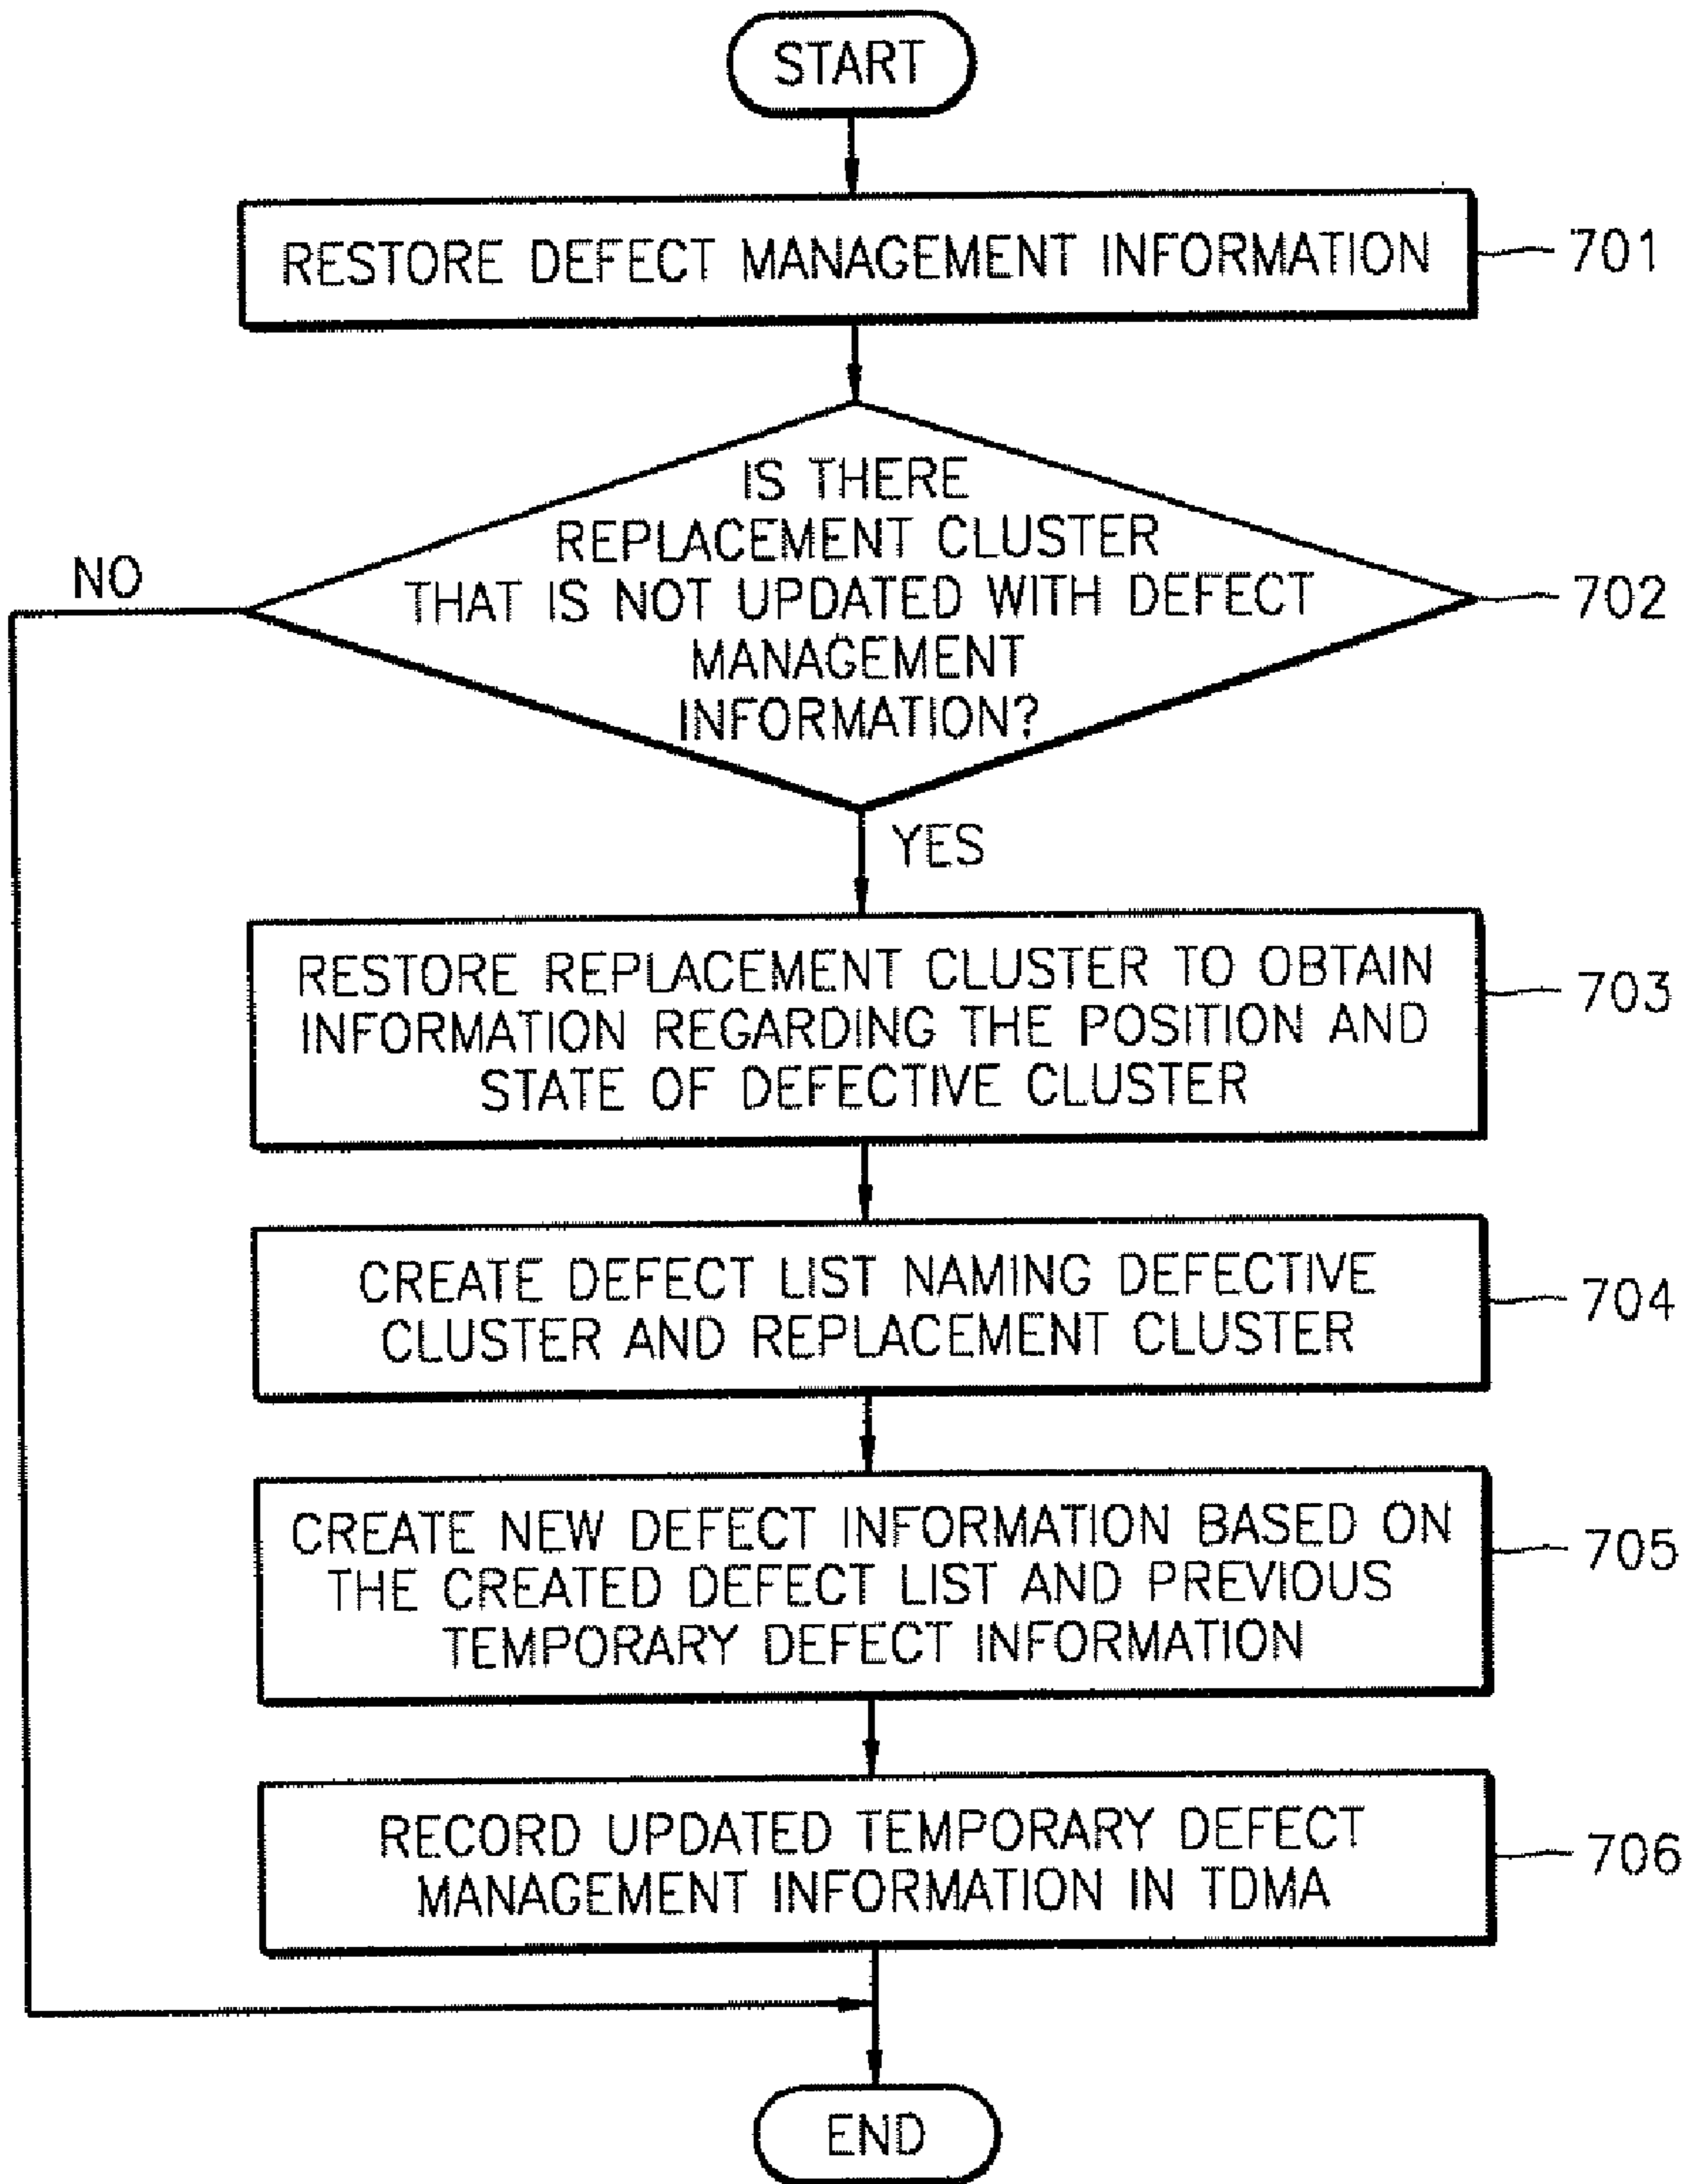 START
RESTORE DEFECT MANAGEMENT INFORMATION
701
IS THERE
REPLACEMENT CLUSTER
THAT IS NOT UPDATED WITH DEFECT
MANAGEMENT
INFORMATION?
702
NO
YES
RESTORE REPLACEMENT CLUSTER TO OBTAIN
INFORMATION REGARDING THE POSITION AND
STATE OF DEFECTIVE CLUSTER
703
CREATE DEFECT LIST NAMING DEFECTIVE
CLUSTER AND REPLACEMENT CLUSTER
704
CREATE NEW DEFECT INFORMATION BASED ON
THE CREATED DEFECT LIST AND PREVIOUS
TEMPORARY DEFECT INFORMATION
705
RECORD UPDATED TEMPORARY DEFECT
MANAGEMENT INFORMATION IN TDMA
706
END